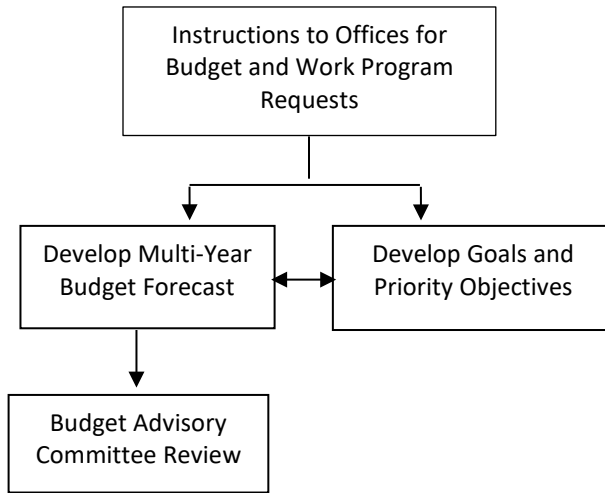 Instructions to Offices for
Budget and Work Program
Requests
Develop Multi-Year
Budget Forecast
Develop Goals and
Priority Objectives
Budget Advisory
Committee Review